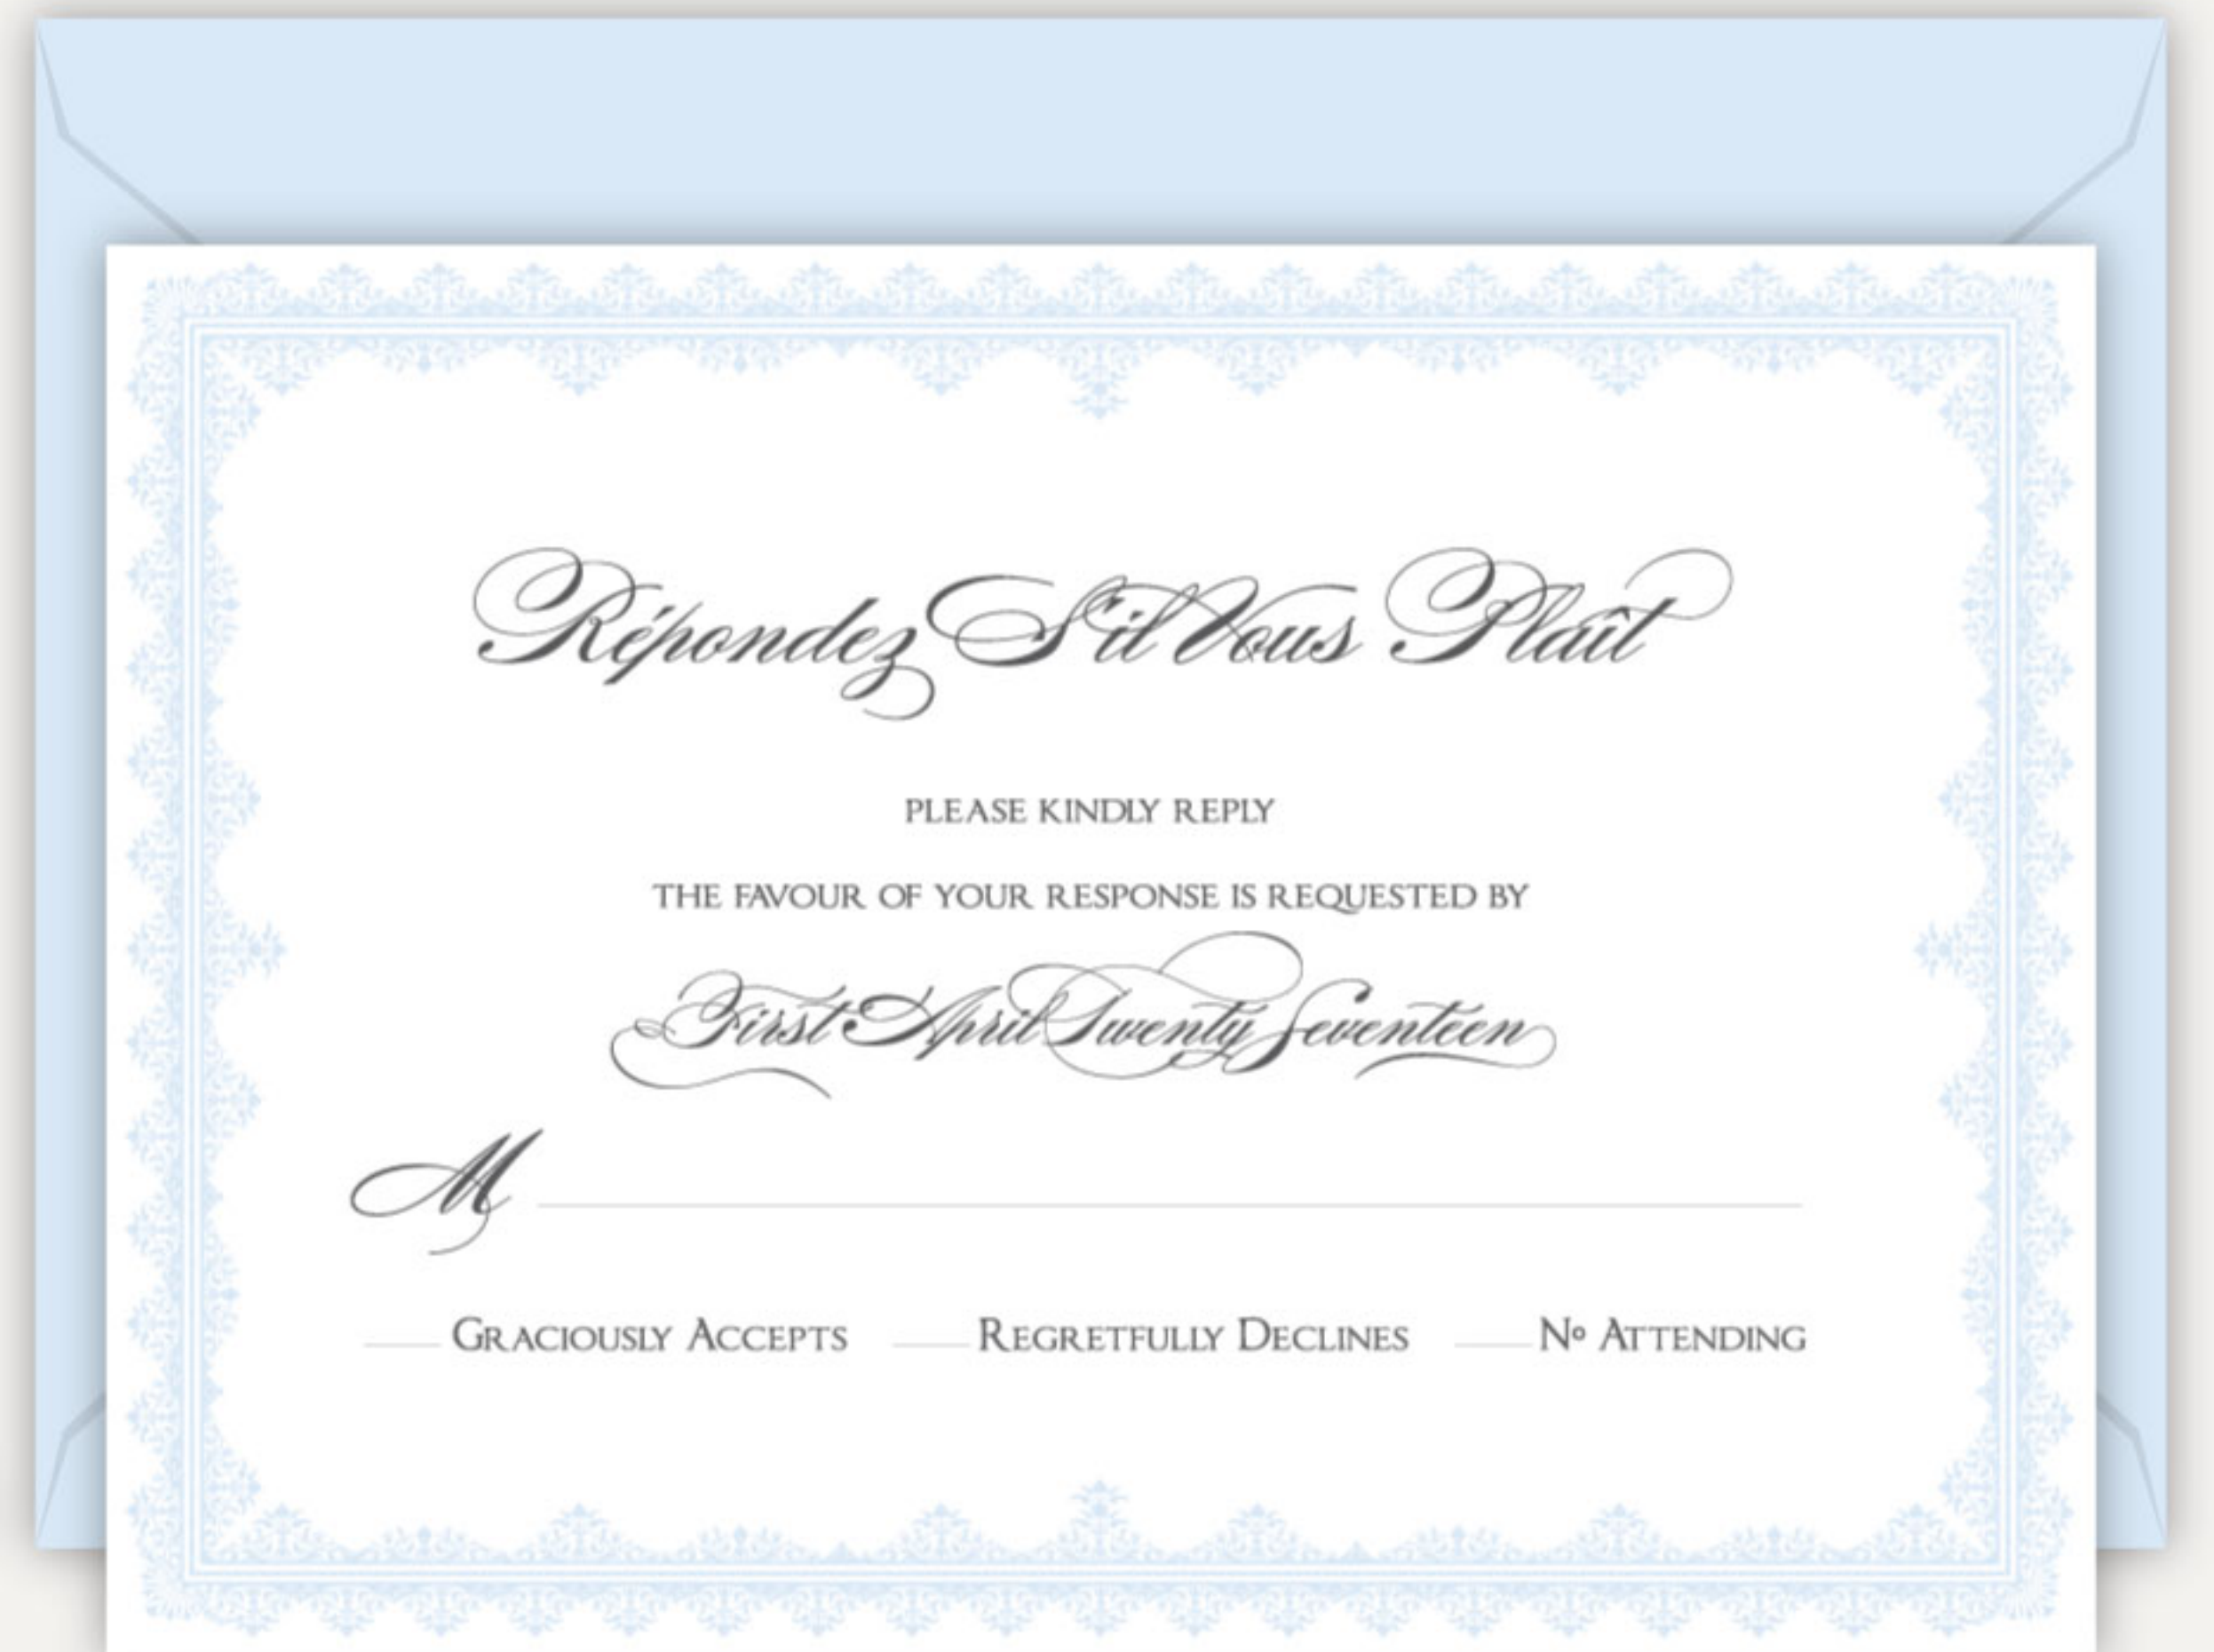 Répondez S'il Vous Plaît
PLEASE KINDLY REPLY
THE FAVOUR OF YOUR RESPONSE IS REQUESTED BY
First April Twenty Seventeen
M
GRACIOUSLY ACCEPTS REGRETFULLY DECLINES Nº ATTENDING